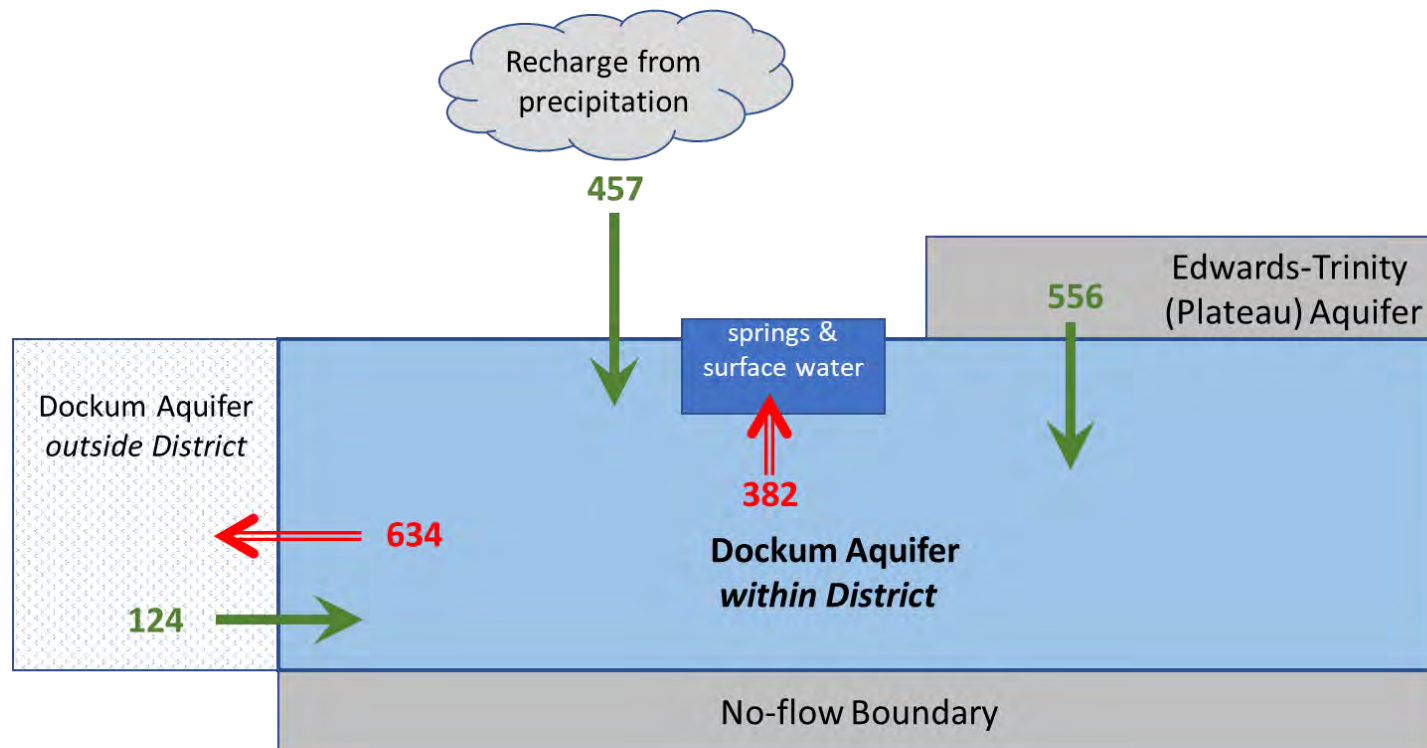 Recharge from
precipitation
457
Edwards-Trinity
(Plateau) Aquifer
556
springs &
surface water
Dockum Aquifer
outside District
382
634
Dockum Aquifer
within District
124
No-flow Boundary